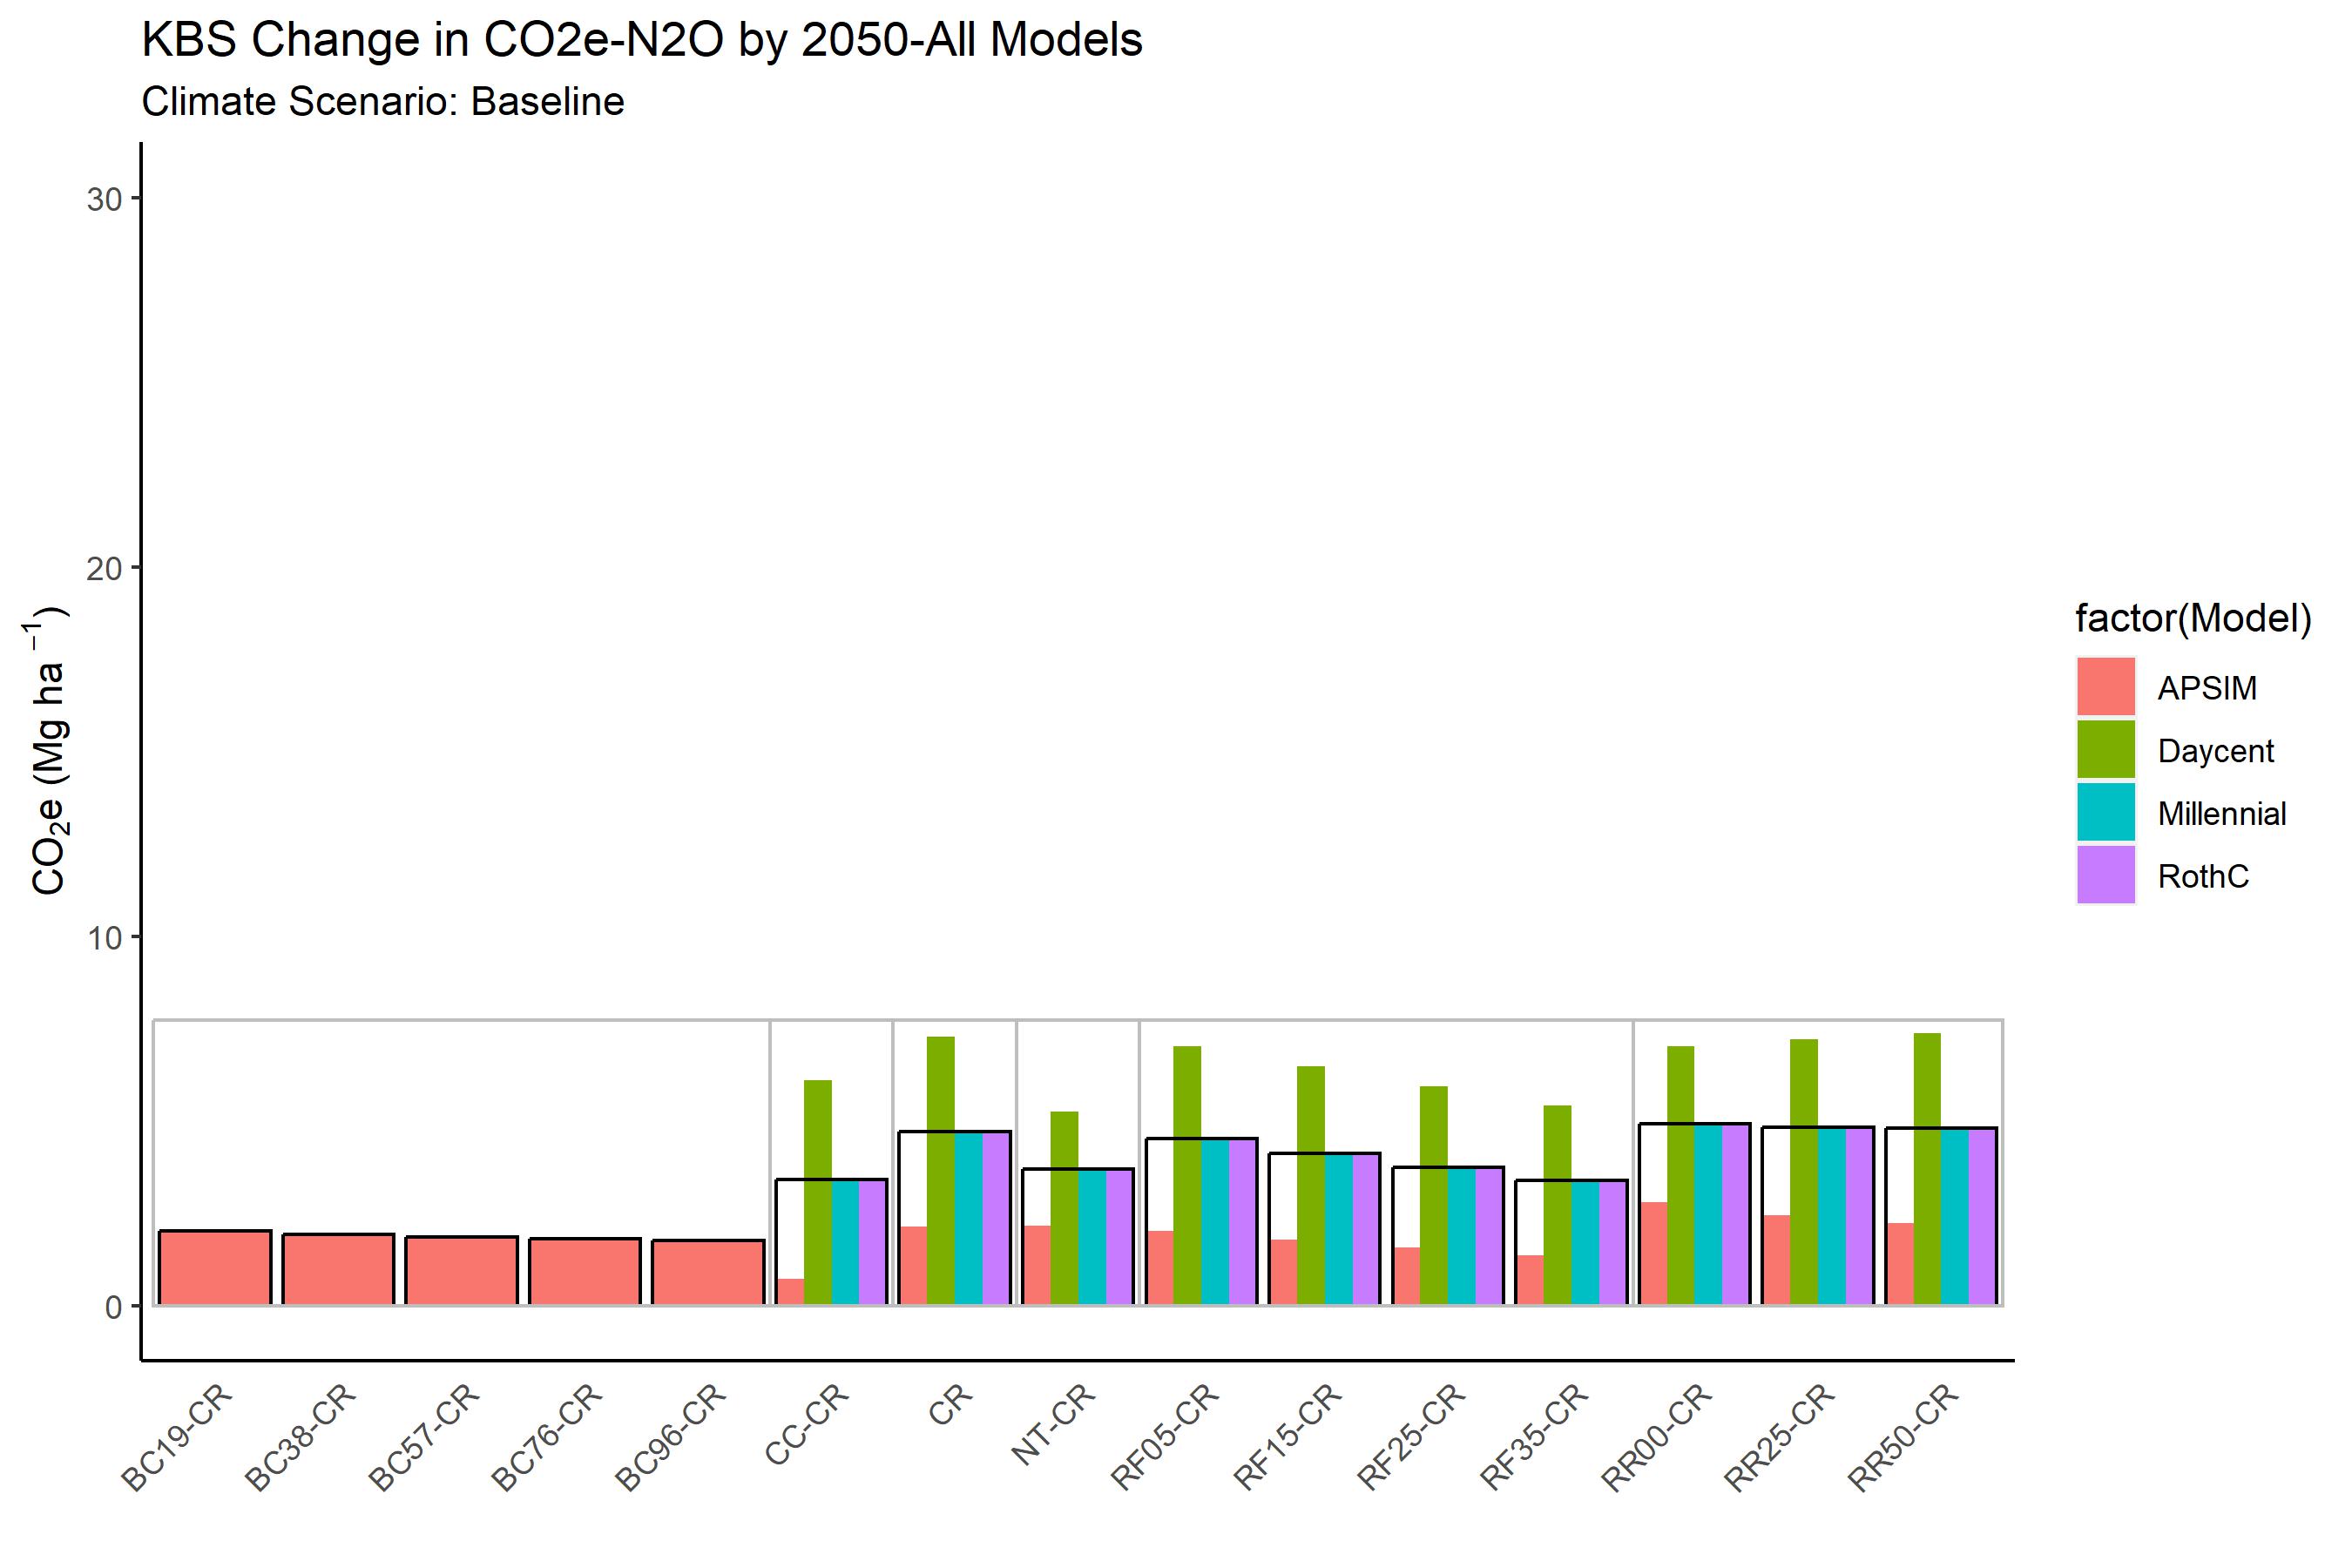 KBS Change in CO2e-N2O by 2050-All Models
Climate Scenario: Baseline
30
20
10
0
CO₂e (Mg ha ⁻¹)
BC19-CR
BC38-CR
BC57-CR
BC76-CR
BC96-CR
CC-CR
CR
NT-CR
RF05-CR
RF15-CR
RF25-CR
RF35-CR
RR00-CR
RR25-CR
RR50-CR
factor(Model)
APSIM
Daycent
Millennial
RothC